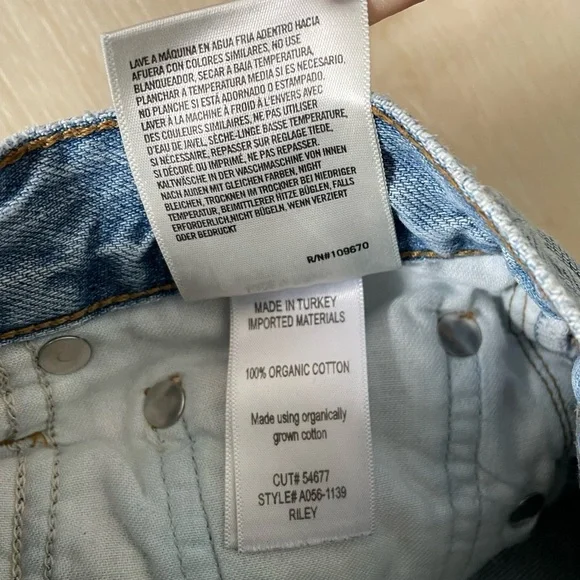 LAVE A MÁQUINA EN AGUA FRIA ADENTRO HACIA
AFUERA CON COLORES SIMILARES, NO USE
BLANQUEADOR, SECAR A BAJA TEMPERATURA,
PLANCHAR A TEMPERATURA MEDIA SI ES NECESARIO,
NO PLANCHE SI ESTÁ ADORNADO O ESTAMPADO.
LAVER À LA MACHINE À FROID À L'ENVERS AVEC
DES COULEURS SIMILAIRES, NE PAS UTILISER
D'EAU DE JAVEL, SÈCHE-LINGE BASSE TEMPERATURE,
SI NÉCESSAIRE, REPASSER SUR REGLAGE TIEDE,
SI DÉCORÉ OU IMPRIMÉ, NE PAS REPASSER.
KALTWÄSCHE IN DER WASCHMASCHINE VON INNEN
NACH AUßEN MIT GLEICHEN FARBEN, NIGHT
BLEICHEN, TROCKNEN IM TROCKNER BEI NIEDRIGER
TEMPERATUR, BEIMITTLERER HITZE BÜGLEN, FALLS
ERFORDERLICH.NICHT BÜGELN, WENN VERZIERT
ODER BEDRUCKT
R/N#109670
MADE IN TURKEY
IMPORTED MATERIALS
100% ORGANIC COTTON
Made using organically
grown cotton
CUT# 54677
STYLE# A056-1139
RILEY